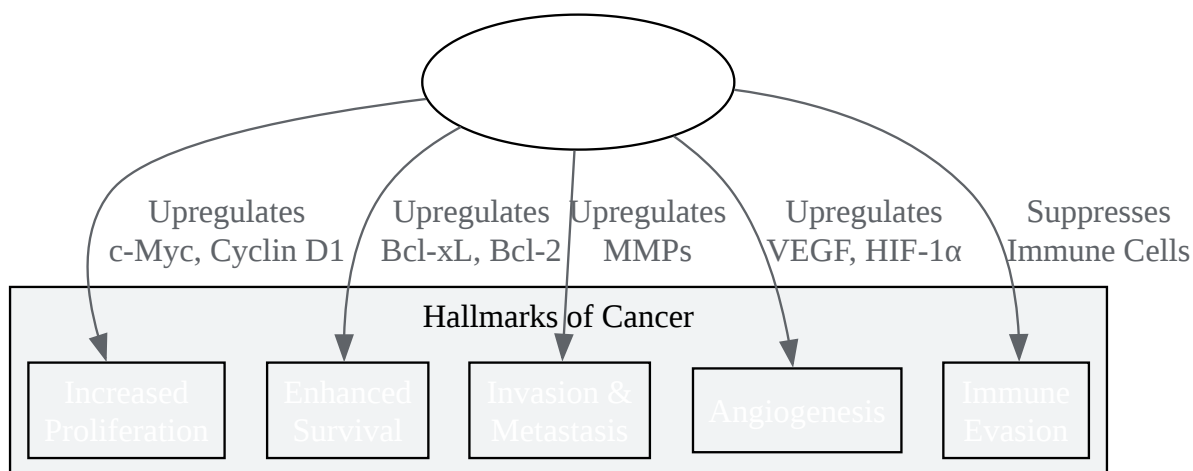 Upregulates
c-Myc, Cyclin D1
Upregulates
Bcl-xL, Bcl-2
Upregulates
MMPs
Upregulates
VEGF, HIF-1α
Suppresses
Immune Cells
Hallmarks of Cancer
Increased
Proliferation
Enhanced
Survival
Invasion &
Metastasis
Angiogenesis
Immune
Evasion